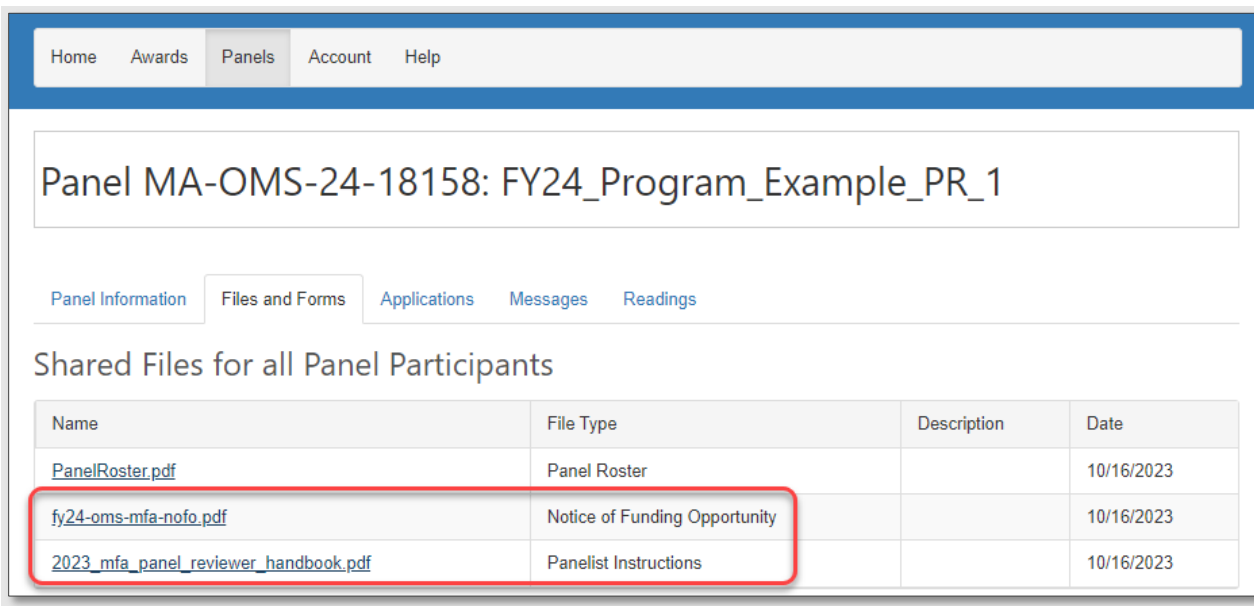 Home Awards Panels Account Help
Panel MA-OMS-24-18158: FY24_Program_Example_PR_1
Panel Information Files and Forms Applications Messages Readings
Shared Files for all Panel Participants
Name File Type Description Date
PanelRoster.pdf Panel Roster 10/16/2023
fy24-oms-mfa-nofo.pdf Notice of Funding Opportunity 10/16/2023
2023_mfa_panel_reviewer_handbook.pdf Panelist Instructions 10/16/2023